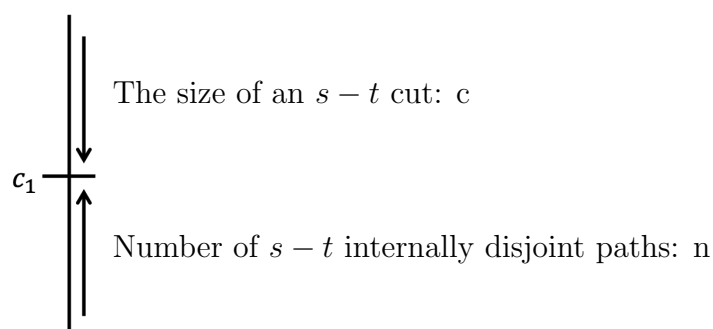 The size of an s − t cut: c
c₁
Number of s − t internally disjoint paths: n